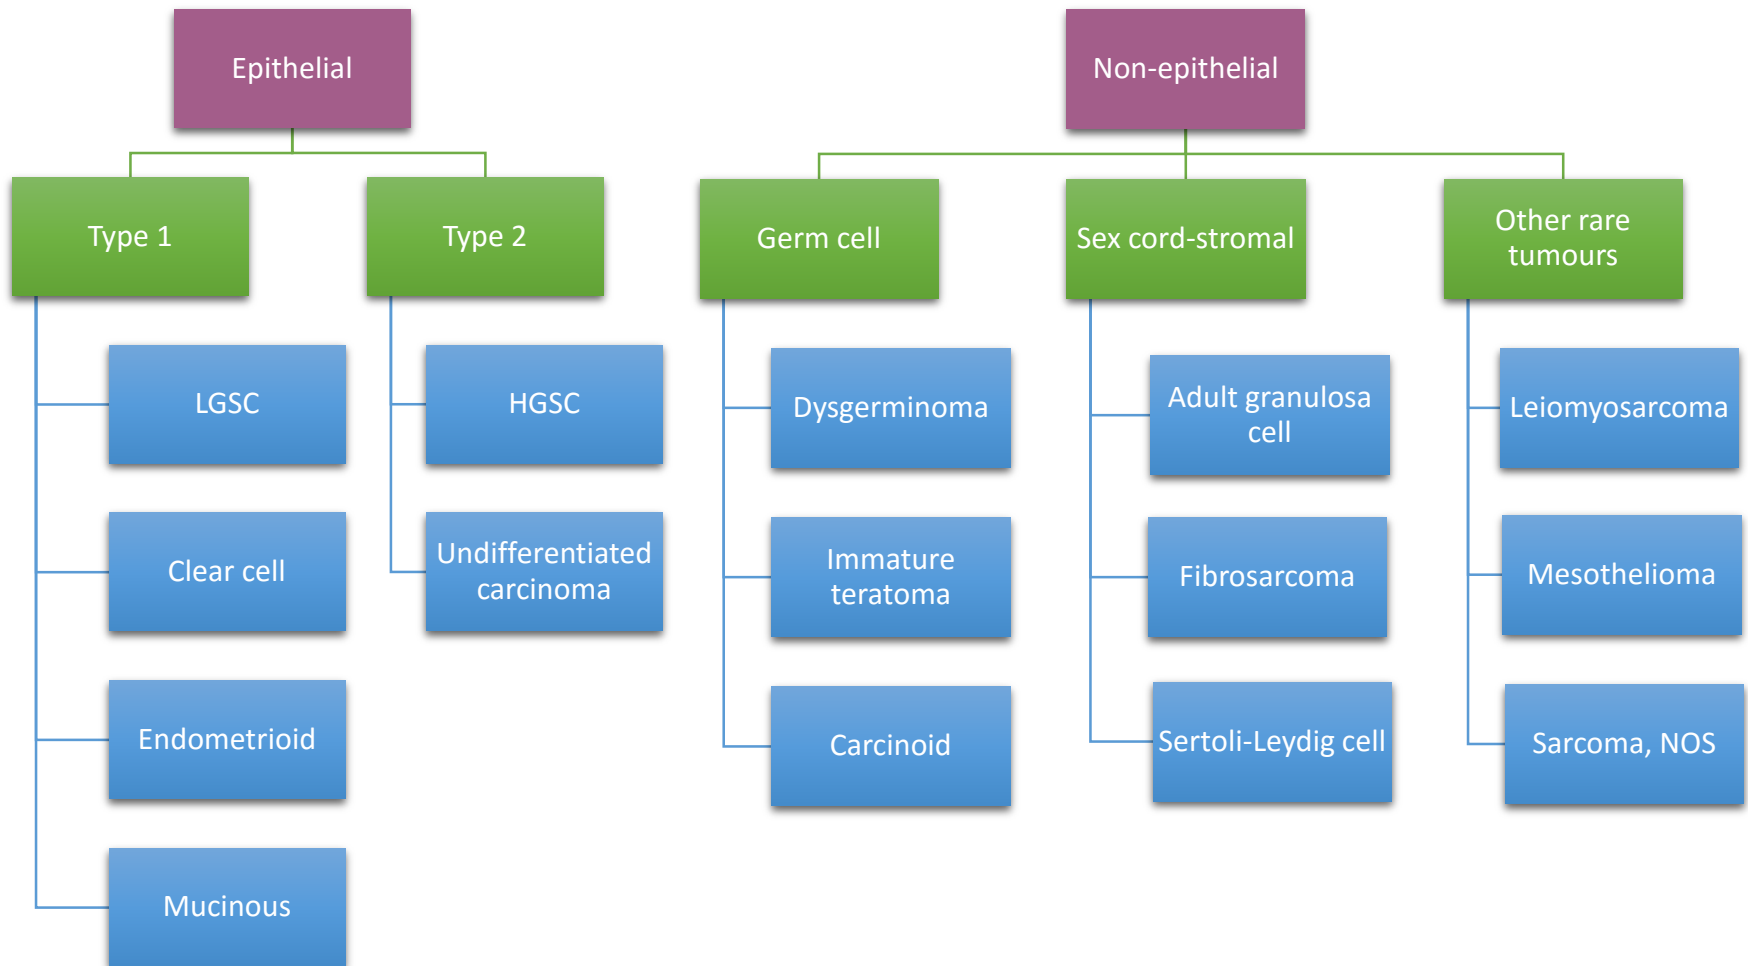 Epithelial
Non-epithelial
Type 1
Type 2
Germ cell
Sex cord-stromal
Other rare
tumours
LGSC
HGSC
Dysgerminoma
Adult granulosa
cell
Leiomyosarcoma
Clear cell
Undifferentiated
carcinoma
Immature
teratoma
Fibrosarcoma
Mesothelioma
Endometrioid
Carcinoid
Sertoli-Leydig cell
Sarcoma, NOS
Mucinous